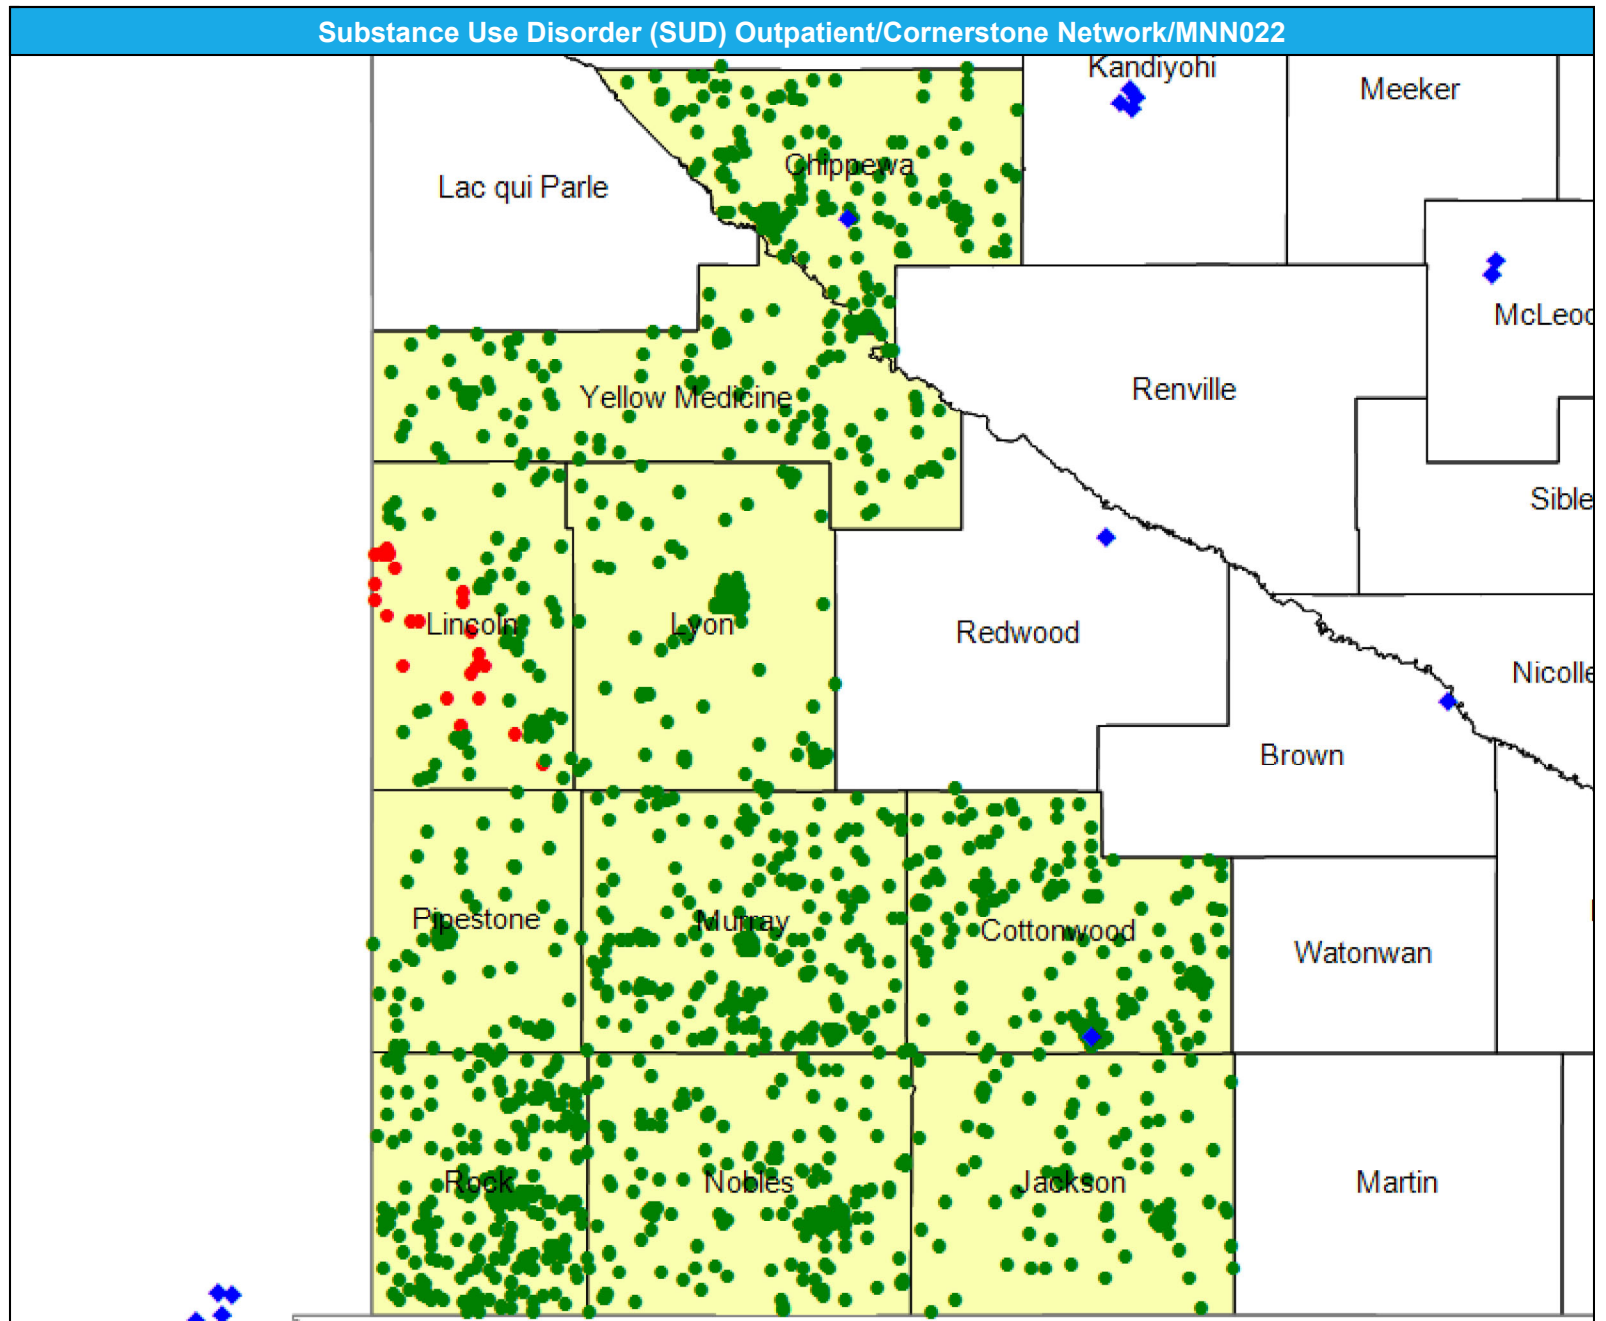 Substance Use Disorder (SUD) Outpatient/Cornerstone Network/MNN022
Kandiyohi
Meeker
Chippewa
Lac qui Parle
McLeod
Renville
Yellow Medicine
Sible
Lincoln
Lyon
Redwood
Nicolle
Brown
Pipestone
Murray
Cottonwood
Watonwan
Rock
Nobles
Jackson
Martin